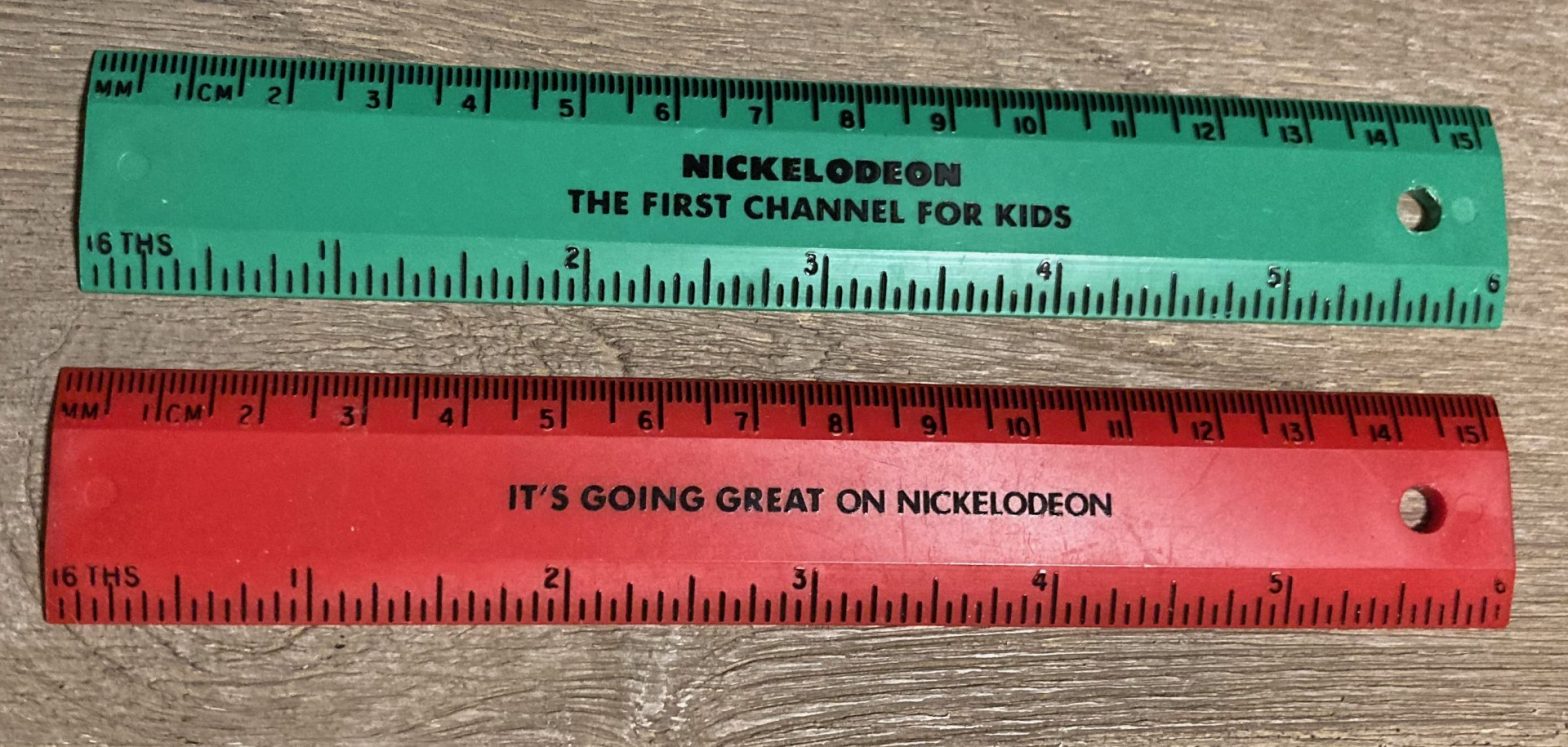 MM 1 CM 2 3 4 5 6 7 8 9 10 11 12 13 14 15
NICKELODEON
THE FIRST CHANNEL FOR KIDS
16 THS 1 2 3 4 5 6
MM 1 CM 2 3 4 5 6 7 8 9 10 11 12 13 14 15
IT'S GOING GREAT ON NICKELODEON
16 THS 1 2 3 4 5 6